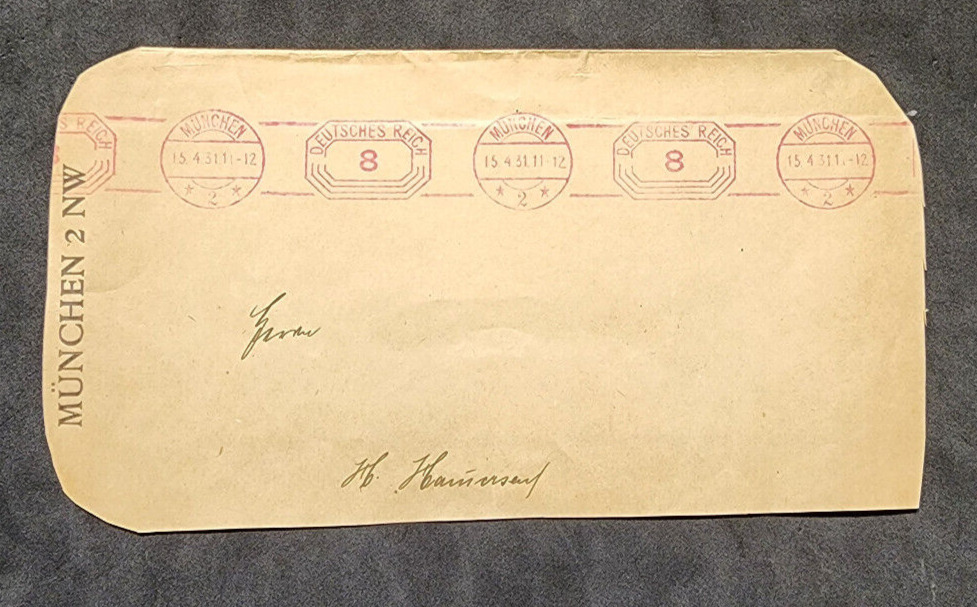 S REICH
MÜNCHEN
15.4.31.11-12
2
DEUTSCHES REICH
8
MÜNCHEN
15.4.31.11-12
2
DEUTSCHES REICH
8
MÜNCHEN
15.4.31.11-12
2
MÜNCHEN 2 NW
Herrn
H.